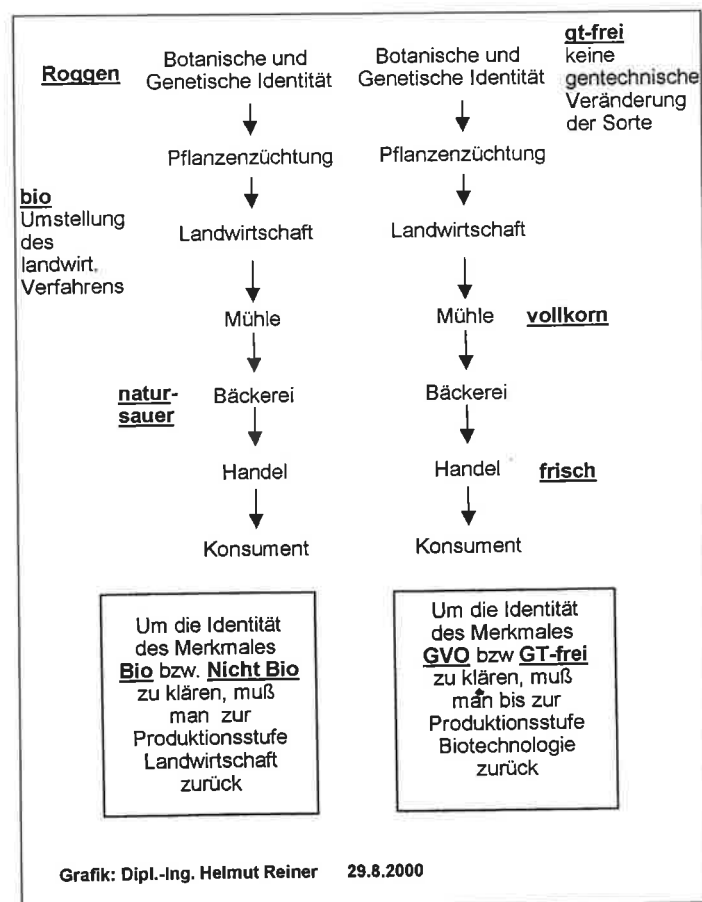 Roggen
Botanische und
Genetische Identität
Pflanzenzüchtung
bio
Umstellung
des
landwirt.
Verfahrens
Landwirtschaft
Mühle
natur-
sauer
Bäckerei
Handel
Konsument
Um die Identität
des Merkmales
Bio bzw. Nicht Bio
zu klären, muß
man zur
Produktionsstufe
Landwirtschaft
zurück
Botanische und
Genetische Identität
gt-frei
keine
gentechnische
Veränderung
der Sorte
Pflanzenzüchtung
Landwirtschaft
Mühle
vollkorn
Bäckerei
Handel
frisch
Konsument
Um die Identität
des Merkmales
GVO bzw GT-frei
zu klären, muß
man bis zur
Produktionsstufe
Biotechnologie
zurück
Grafik: Dipl.-Ing. Helmut Reiner 29.8.2000